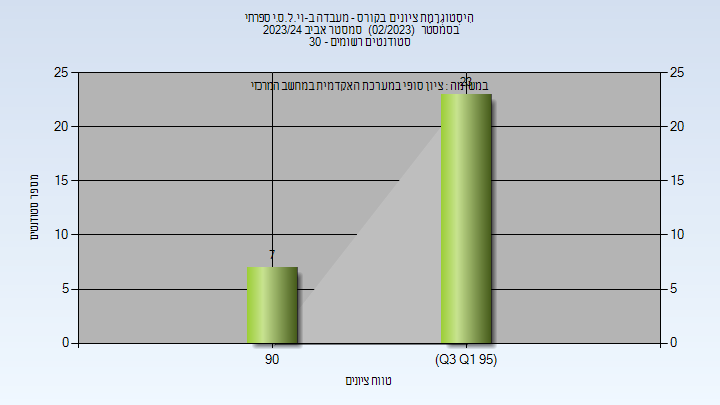 היסטוגרמת ציונים בקורס - מעבדה ב-וי.ל.ס.י ספרתי
בסמסטר (02/2023) סמסטר אביב 2023/24
סטודנטים רשומים - 30
במשימה : ציון סופי במערכת האקדמית במחשב המרכזי
25
20
15
10
5
0
מספר סטודנטים
25
20
15
10
5
0
7
23
90
(Q3 Q1 95)
טווח ציונים